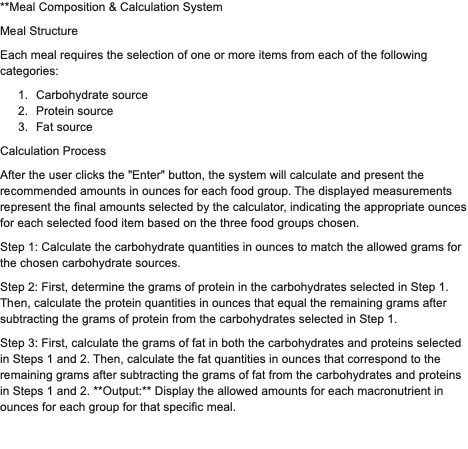 **Meal Composition & Calculation System
Meal Structure
Each meal requires the selection of one or more items from each of the following
categories:
1. Carbohydrate source
2. Protein source
3. Fat source
Calculation Process
After the user clicks the "Enter" button, the system will calculate and present the
recommended amounts in ounces for each food group. The displayed measurements
represent the final amounts selected by the calculator, indicating the appropriate ounces
for each selected food item based on the three food groups chosen.
Step 1: Calculate the carbohydrate quantities in ounces to match the allowed grams for
the chosen carbohydrate sources.
Step 2: First, determine the grams of protein in the carbohydrates selected in Step 1.
Then, calculate the protein quantities in ounces that equal the remaining grams after
subtracting the grams of protein from the carbohydrates selected in Step 1.
Step 3: First, calculate the grams of fat in both the carbohydrates and proteins selected
in Steps 1 and 2. Then, calculate the fat quantities in ounces that correspond to the
remaining grams after subtracting the grams of fat from the carbohydrates and proteins
in Steps 1 and 2. **Output:** Display the allowed amounts for each macronutrient in
ounces for each group for that specific meal.